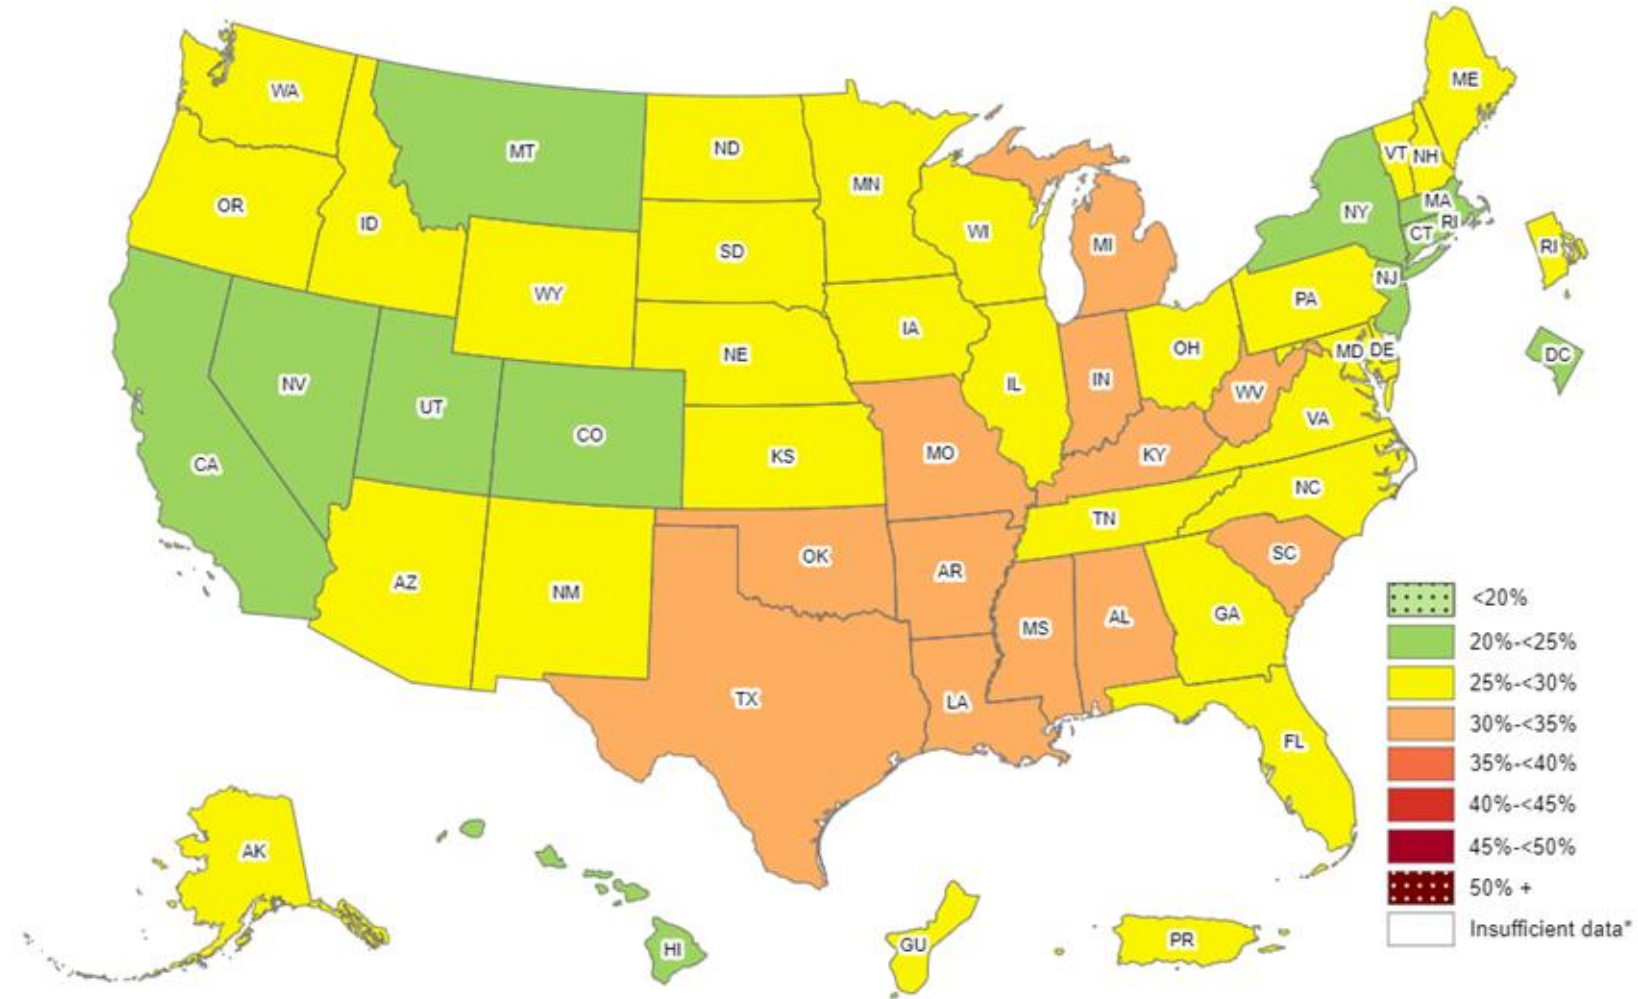 WA
MT
ND
MN
OR
ID
WY
SD
WI
MI
ME
VT
NH
NY
MA
RI
CT
RI
NJ
PA
DC
NV
UT
CO
NE
IA
IL
IN
OH
MD
DE
WV
VA
CA
KS
MO
KY
NC
TN
AZ
NM
OK
AR
SC
MS
AL
GA
TX
LA
FL
AK
HI
GU
PR
<20%
20%-<25%
25%-<30%
30%-<35%
35%-<40%
40%-<45%
45%-<50%
50% +
Insufficient data*